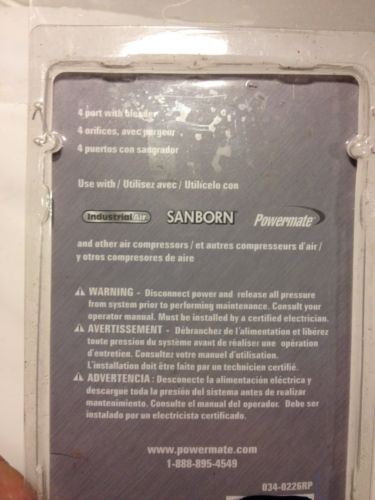 4 port with bleeder
4 orifices, avec purgeur
4 puertos con sangrador
Use with / Utilisez avec / Utilícelo con
IndustrialAir SANBORN Powermate
and other air compressors / et autres compresseurs d'air /
y otros compresores de aire
WARNING - Disconnect power and release all pressure
from system prior to performing maintenance. Consult your
operator manual. Must be installed by a certified electrician.
AVERTISSEMENT - Débranchez de l'alimentation et libérez
toute pression du système avant de réaliser une opération
d'entretien. Consultez votre manuel d'utilisation.
L'installation doit être faite par un technicien certifié.
ADVERTENCIA : Desconecte la alimentación eléctrica y
descargue toda la presión del sistema antes de realizar
mantenimiento. Consulte el manual del operador. Debe ser
instalado por un electricista certificado.
www.powermate.com
1-888-895-4549
034-0226RP